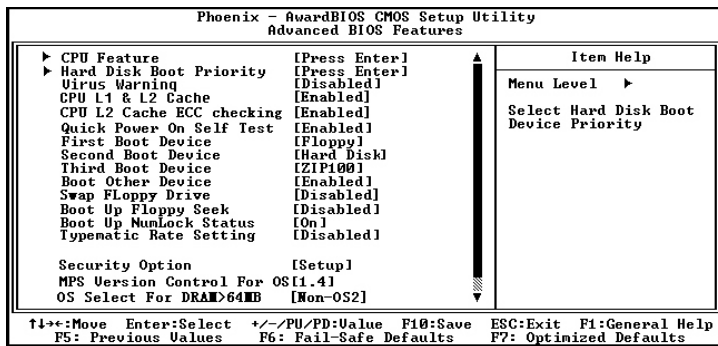 Phoenix - AwardBIOS CMOS Setup Utility
Advanced BIOS Features
▶ CPU Feature [Press Enter]
▶ Hard Disk Boot Priority [Press Enter]
Virus Warning [Disabled]
CPU L1 & L2 Cache [Enabled]
CPU L2 Cache ECC checking [Enabled]
Quick Power On Self Test [Enabled]
First Boot Device [Floppy]
Second Boot Device [Hard Disk]
Third Boot Device [ZIP100]
Boot Other Device [Enabled]
Swap FLoppy Drive [Disabled]
Boot Up Floppy Seek [Disabled]
Boot Up NumLock Status [On]
Typematic Rate Setting [Disabled]
Security Option [Setup]
MPS Version Control For OS[1.4]
OS Select For DRAM>64MB [Non-OS2]
Item Help
Menu Level ▶
Select Hard Disk Boot
Device Priority
↑↓→←:Move Enter:Select +/-/PU/PD:Value F10:Save ESC:Exit F1:General Help
F5: Previous Values F6: Fail-Safe Defaults F7: Optimized Defaults